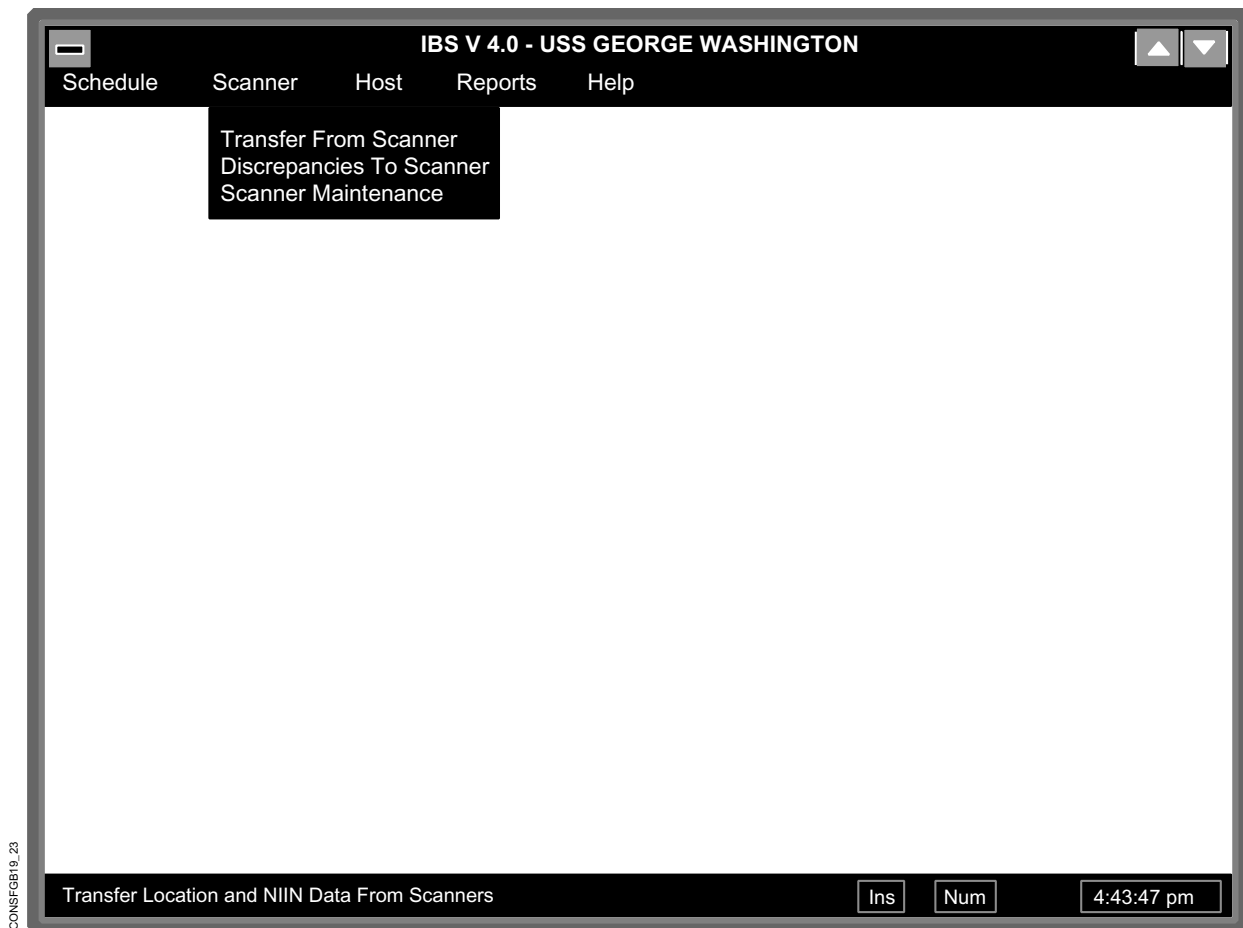 IBS V 4.0 - USS GEORGE WASHINGTON
Schedule Scanner Host Reports Help
Transfer From Scanner
Discrepancies To Scanner
Scanner Maintenance
Transfer Location and NIIN Data From Scanners Ins Num 4:43:47 pm
CONSFGB19_23